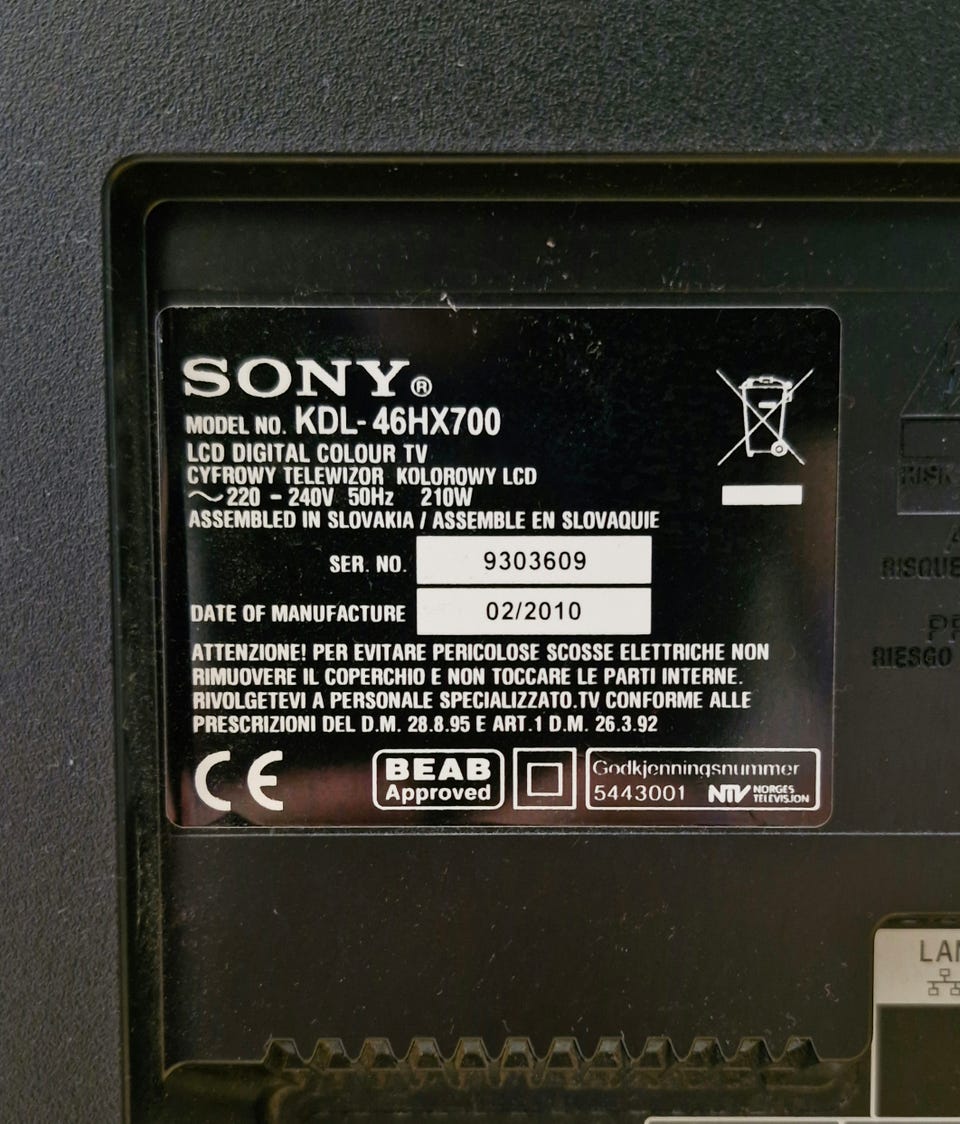 SONY®
MODEL NO. KDL-46HX700
LCD DIGITAL COLOUR TV
CYFROWY TELEWIZOR KOLOROWY LCD
~220 - 240V 50Hz 210W
ASSEMBLED IN SLOVAKIA / ASSEMBLE EN SLOVAQUIE
SER. NO. 9303609
DATE OF MANUFACTURE 02/2010
ATTENZIONE! PER EVITARE PERICOLOSE SCOSSE ELETTRICHE NON
RIMUOVERE IL COPERCHIO E NON TOCCARE LE PARTI INTERNE.
RIVOLGETEVI A PERSONALE SPECIALIZZATO.TV CONFORME ALLE
PRESCRIZIONI DEL D.M. 28.8.95 E ART.1 D.M. 26.3.92
CE
BEAB
Approved
Godkjenningsnummer
5443001 NTV NORGES
TELEVISJON
RISK
RISQUE
RIESGO
LAN